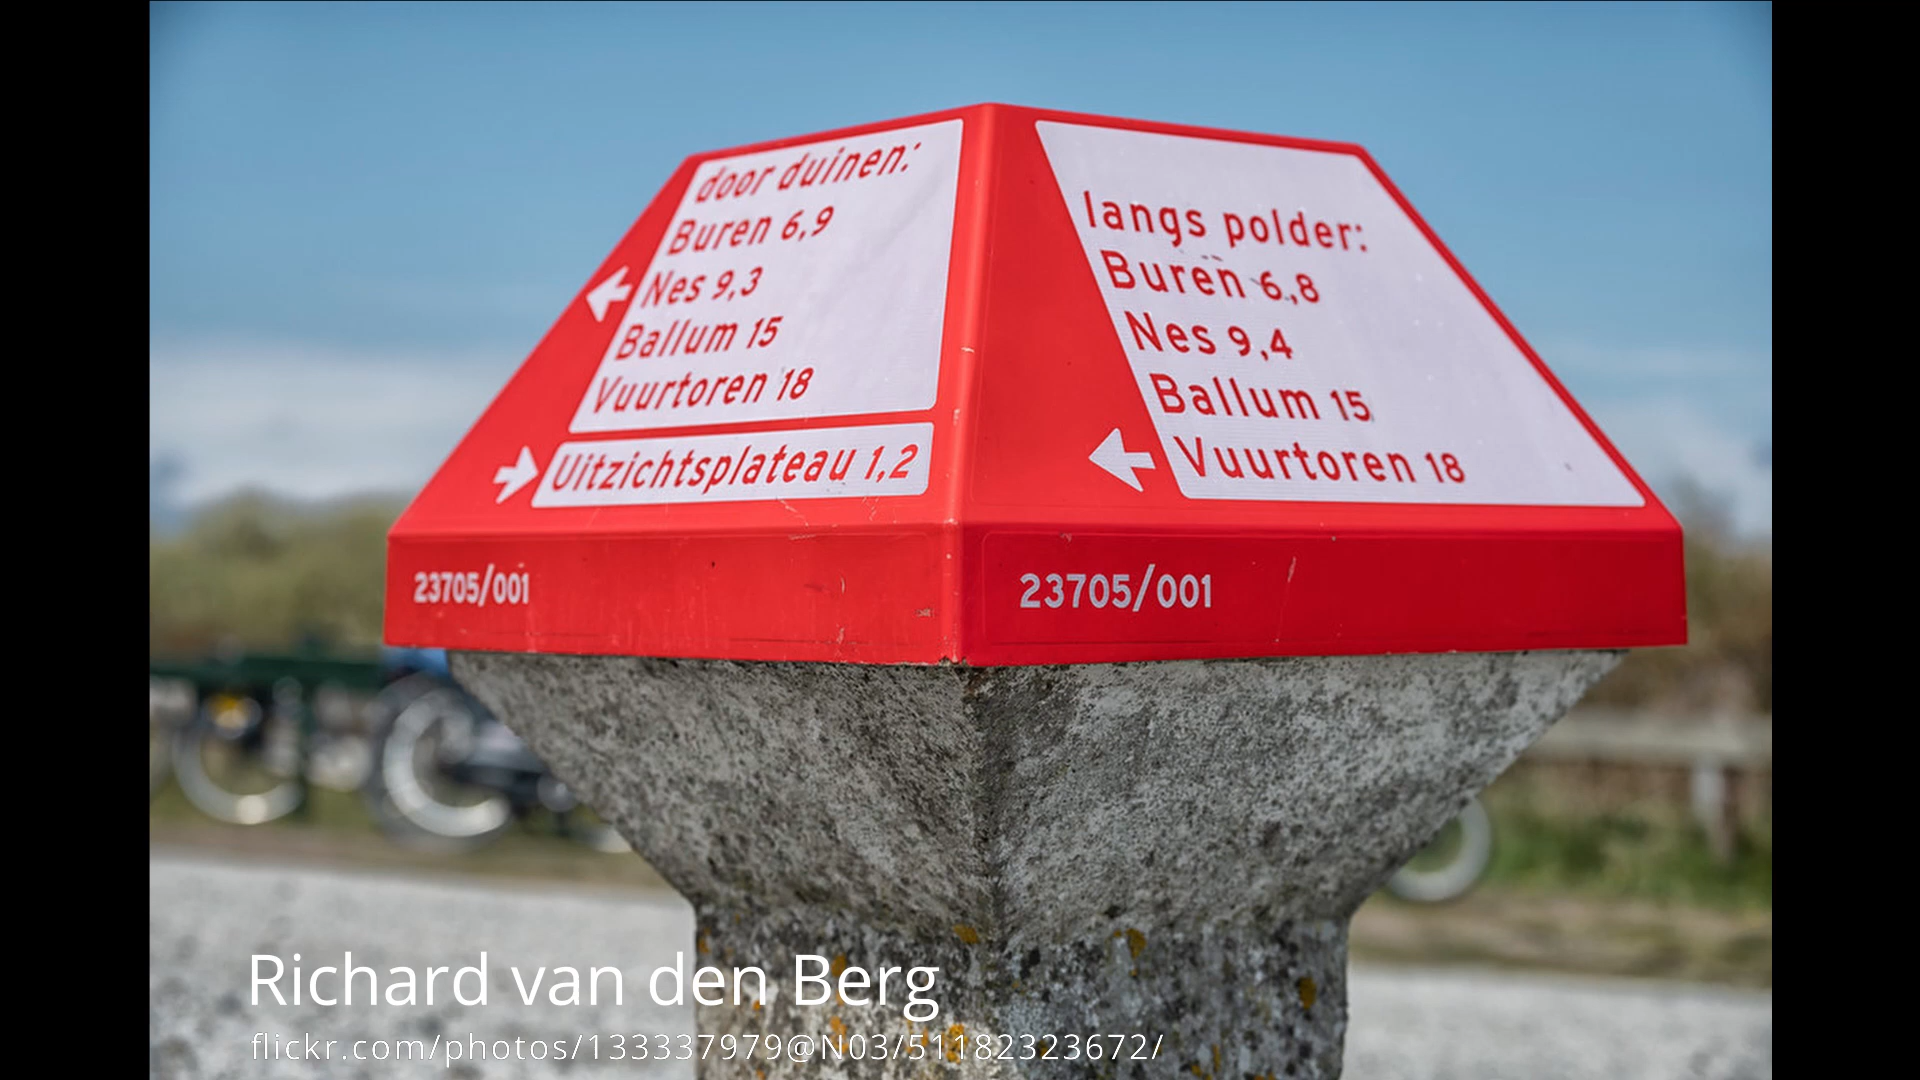 door duinen:
Buren 6,9
Nes 9,3
Ballum 15
Vuurtoren 18
Uitzichtsplateau 1,2
23705/001
langs polder:
Buren 6,8
Nes 9,4
Ballum 15
Vuurtoren 18
23705/001
Richard van den Berg
flickr.com/photos/133337979@N03/51182323672/